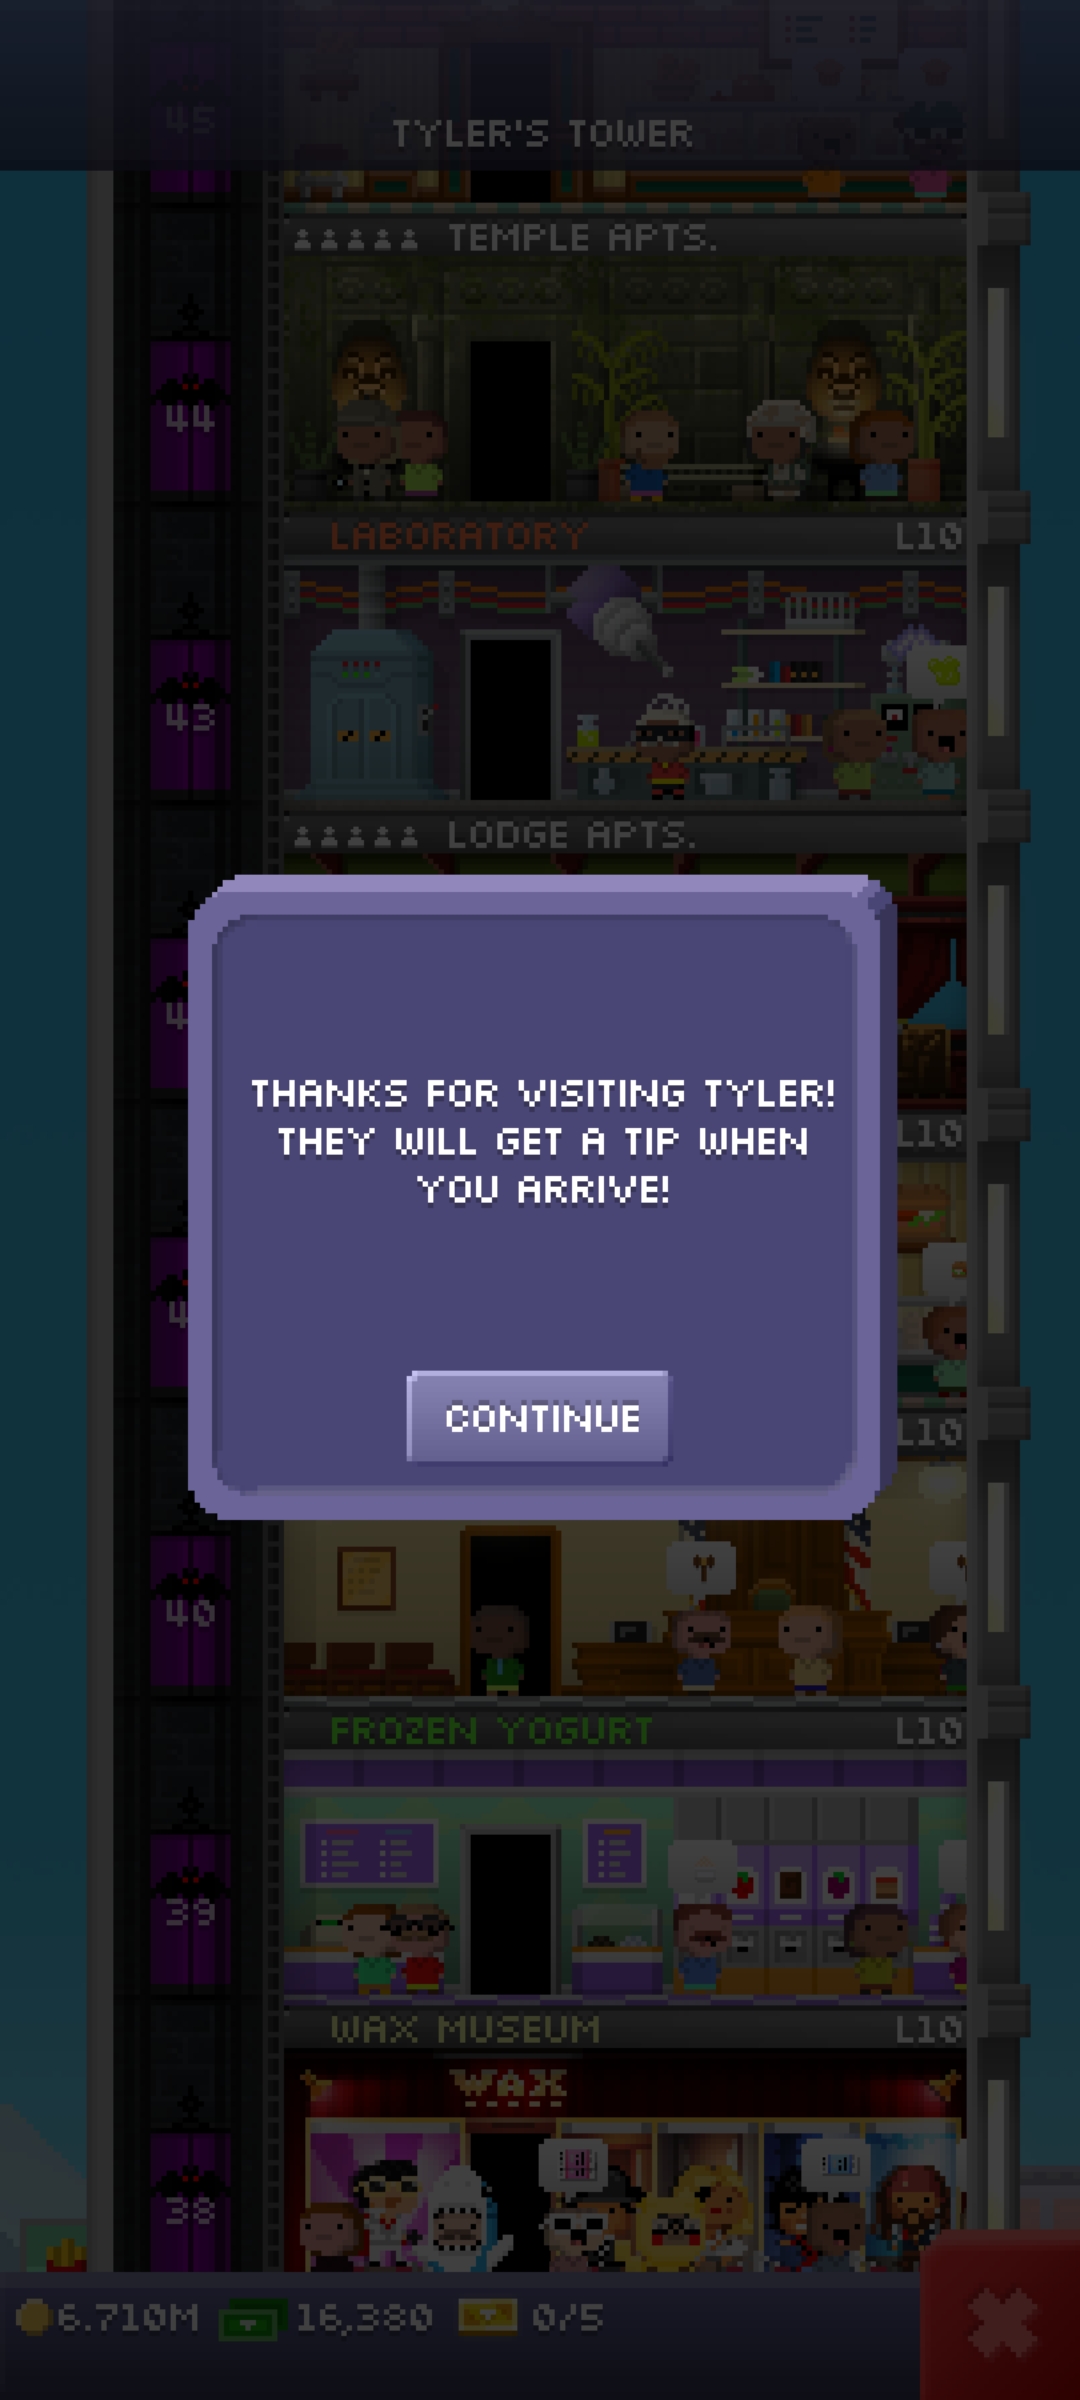 45
TYLER'S TOWER
TEMPLE APTS.
44
LABORATORY L10
43
LODGE APTS.
4
L10
THANKS FOR VISITING TYLER!
THEY WILL GET A TIP WHEN
YOU ARRIVE!
4
CONTINUE
L10
40
FROZEN YOGURT L10
39
WAX MUSEUM L10
WAX
38
6.710M 16,380 0/5